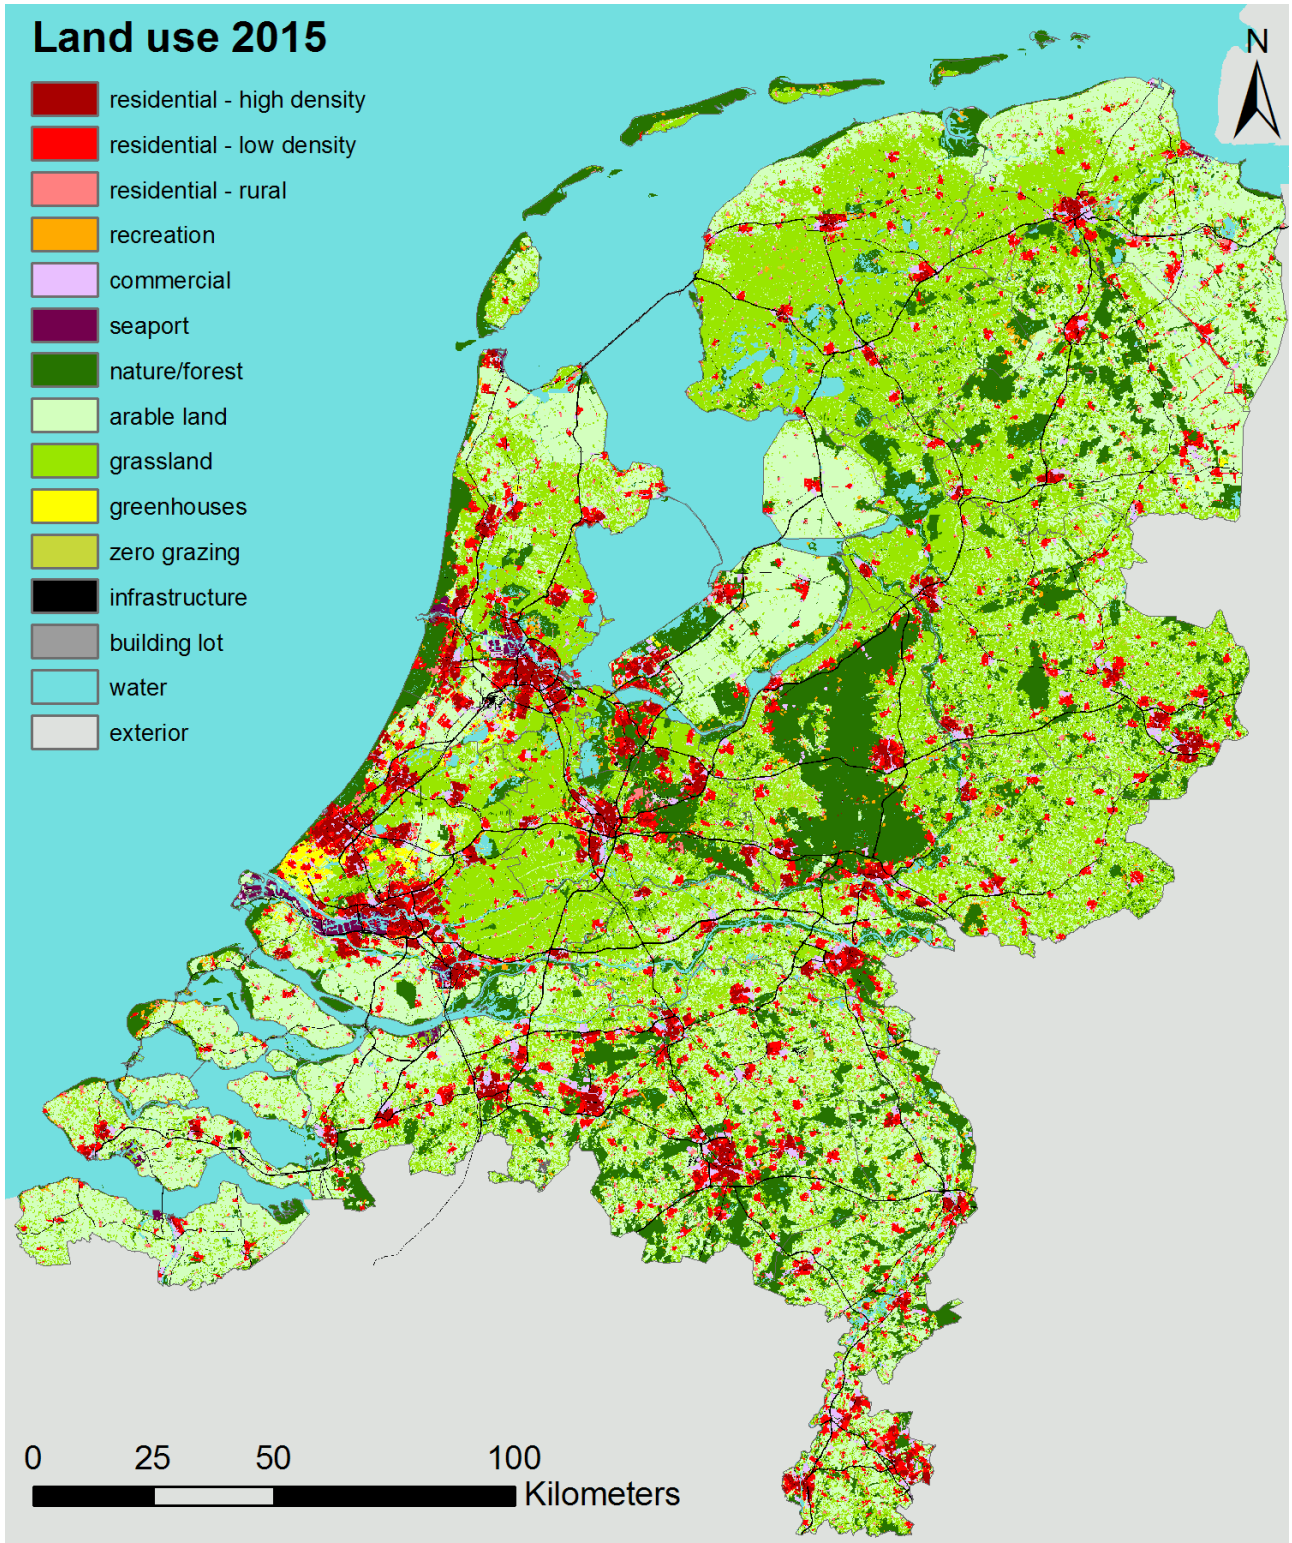 Land use 2015
N
residential - high density
residential - low density
residential - rural
recreation
commercial
seaport
nature/forest
arable land
grassland
greenhouses
zero grazing
infrastructure
building lot
water
exterior
0 25 50 100
Kilometers